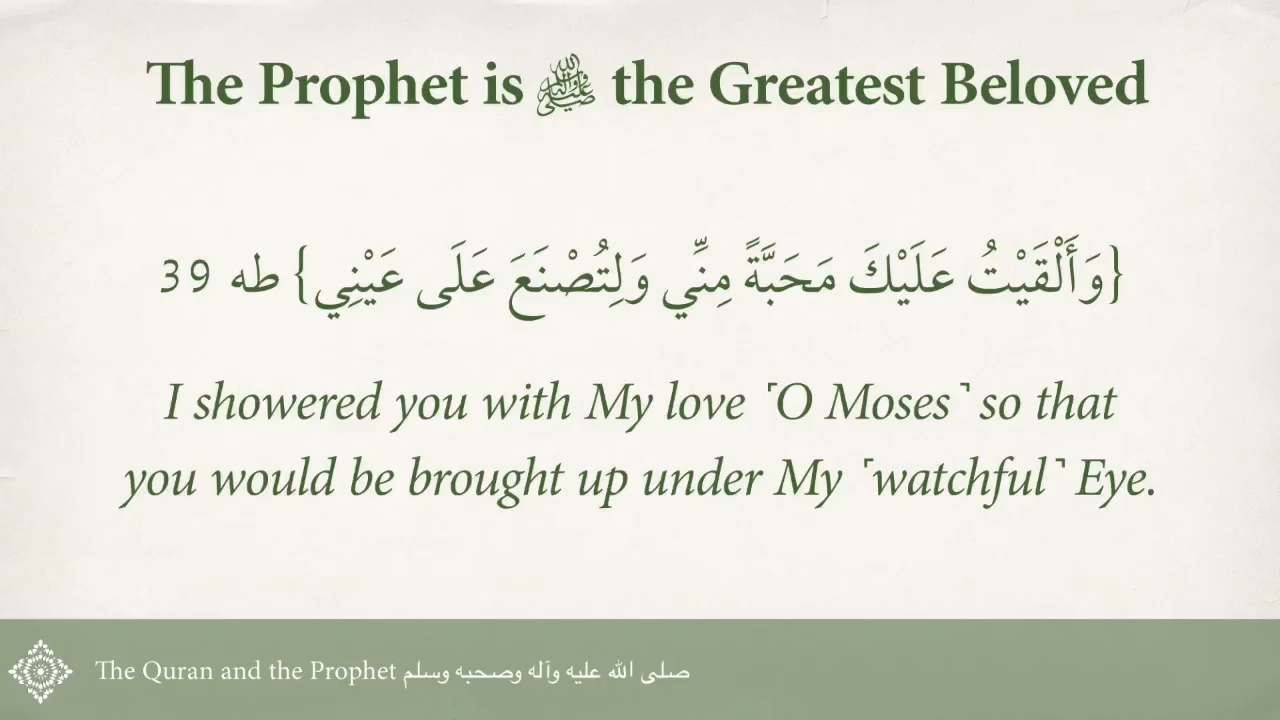 The Prophet is ﷺ the Greatest Beloved
{وَأَلْقَيْتُ عَلَيْكَ مَحَبَّةً مِنِّي وَلِتُصْنَعَ عَلَى عَيْنِي} طه 39
I showered you with My love ˹O Moses˺ so that
you would be brought up under My ˹watchful˺ Eye.
The Quran and the Prophet صلى الله عليه وآله وصحبه وسلم